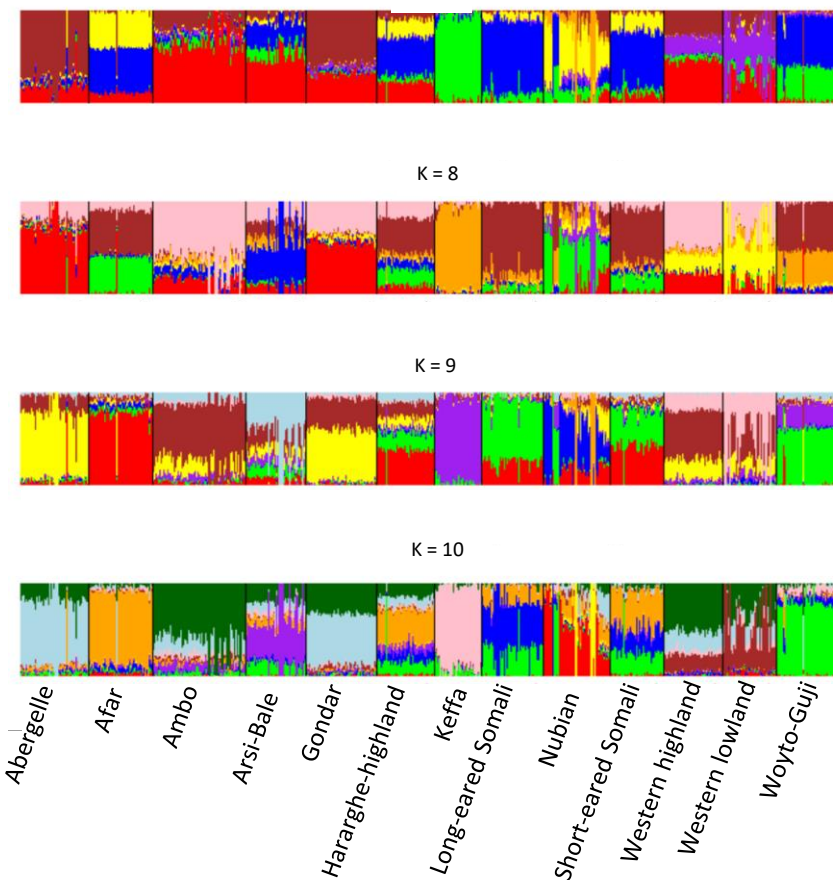 K = 8
K = 9
K = 10
Abergelle
Afar
Ambo
Arsi-Bale
Gondar
Hararghe-highland
Keffa
Long-eared Somali
Nubian
Short-eared Somali
Western highland
Western lowland
Woyto-Guji